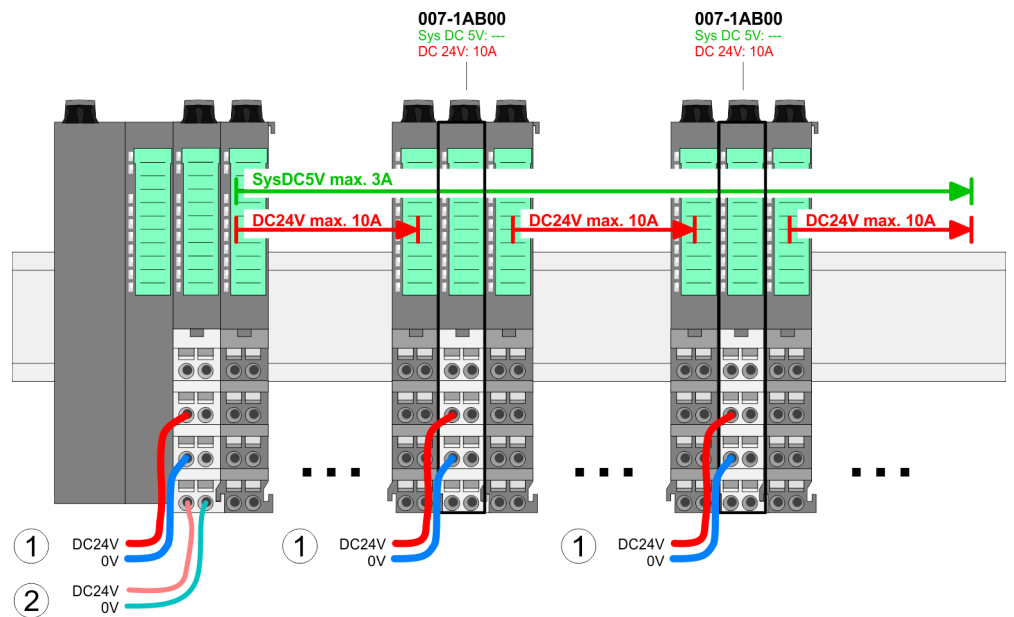 007-1AB00
Sys DC 5V: ---
DC 24V: 10A
007-1AB00
Sys DC 5V: ---
DC 24V: 10A
SysDC5V max. 3A
DC24V max. 10A
DC24V max. 10A
DC24V max. 10A
1
DC24V
0V
2
DC24V
0V
1
DC24V
0V
1
DC24V
0V